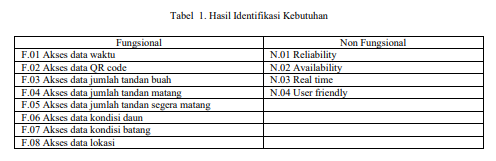 Tabel 1. Hasil Identifikasi Kebutuhan
Fungsional Non Fungsional
F.01 Akses data waktu N.01 Reliability
F.02 Akses data QR code N.02 Availability
F.03 Akses data jumlah tandan buah N.03 Real time
F.04 Akses data jumlah tandan matang N.04 User friendly
F.05 Akses data jumlah tandan segera matang
F.06 Akses data kondisi daun
F.07 Akses data kondisi batang
F.08 Akses data lokasi